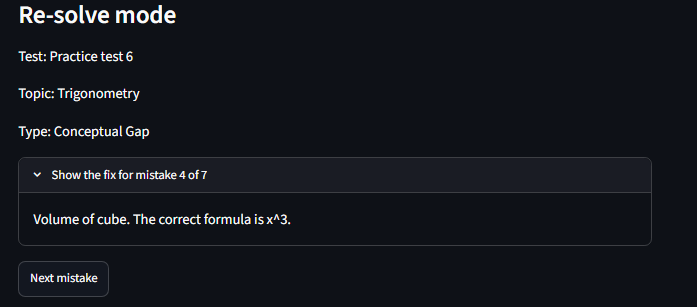 Re-solve mode
Test: Practice test 6
Topic: Trigonometry
Type: Conceptual Gap
Show the fix for mistake 4 of 7
Volume of cube. The correct formula is x^3.
Next mistake